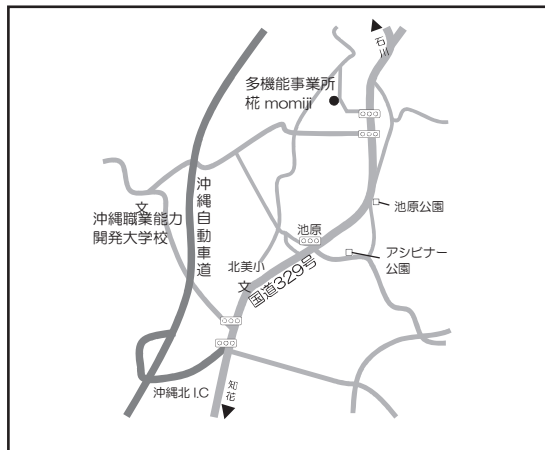 石川
多機能事業所
椛 momiji
沖縄自動車道
文
沖縄職業能力
開発大学校
池原公園
池原
アシビナー
公園
北美小
文
国道329号
沖縄北 I.C
知花